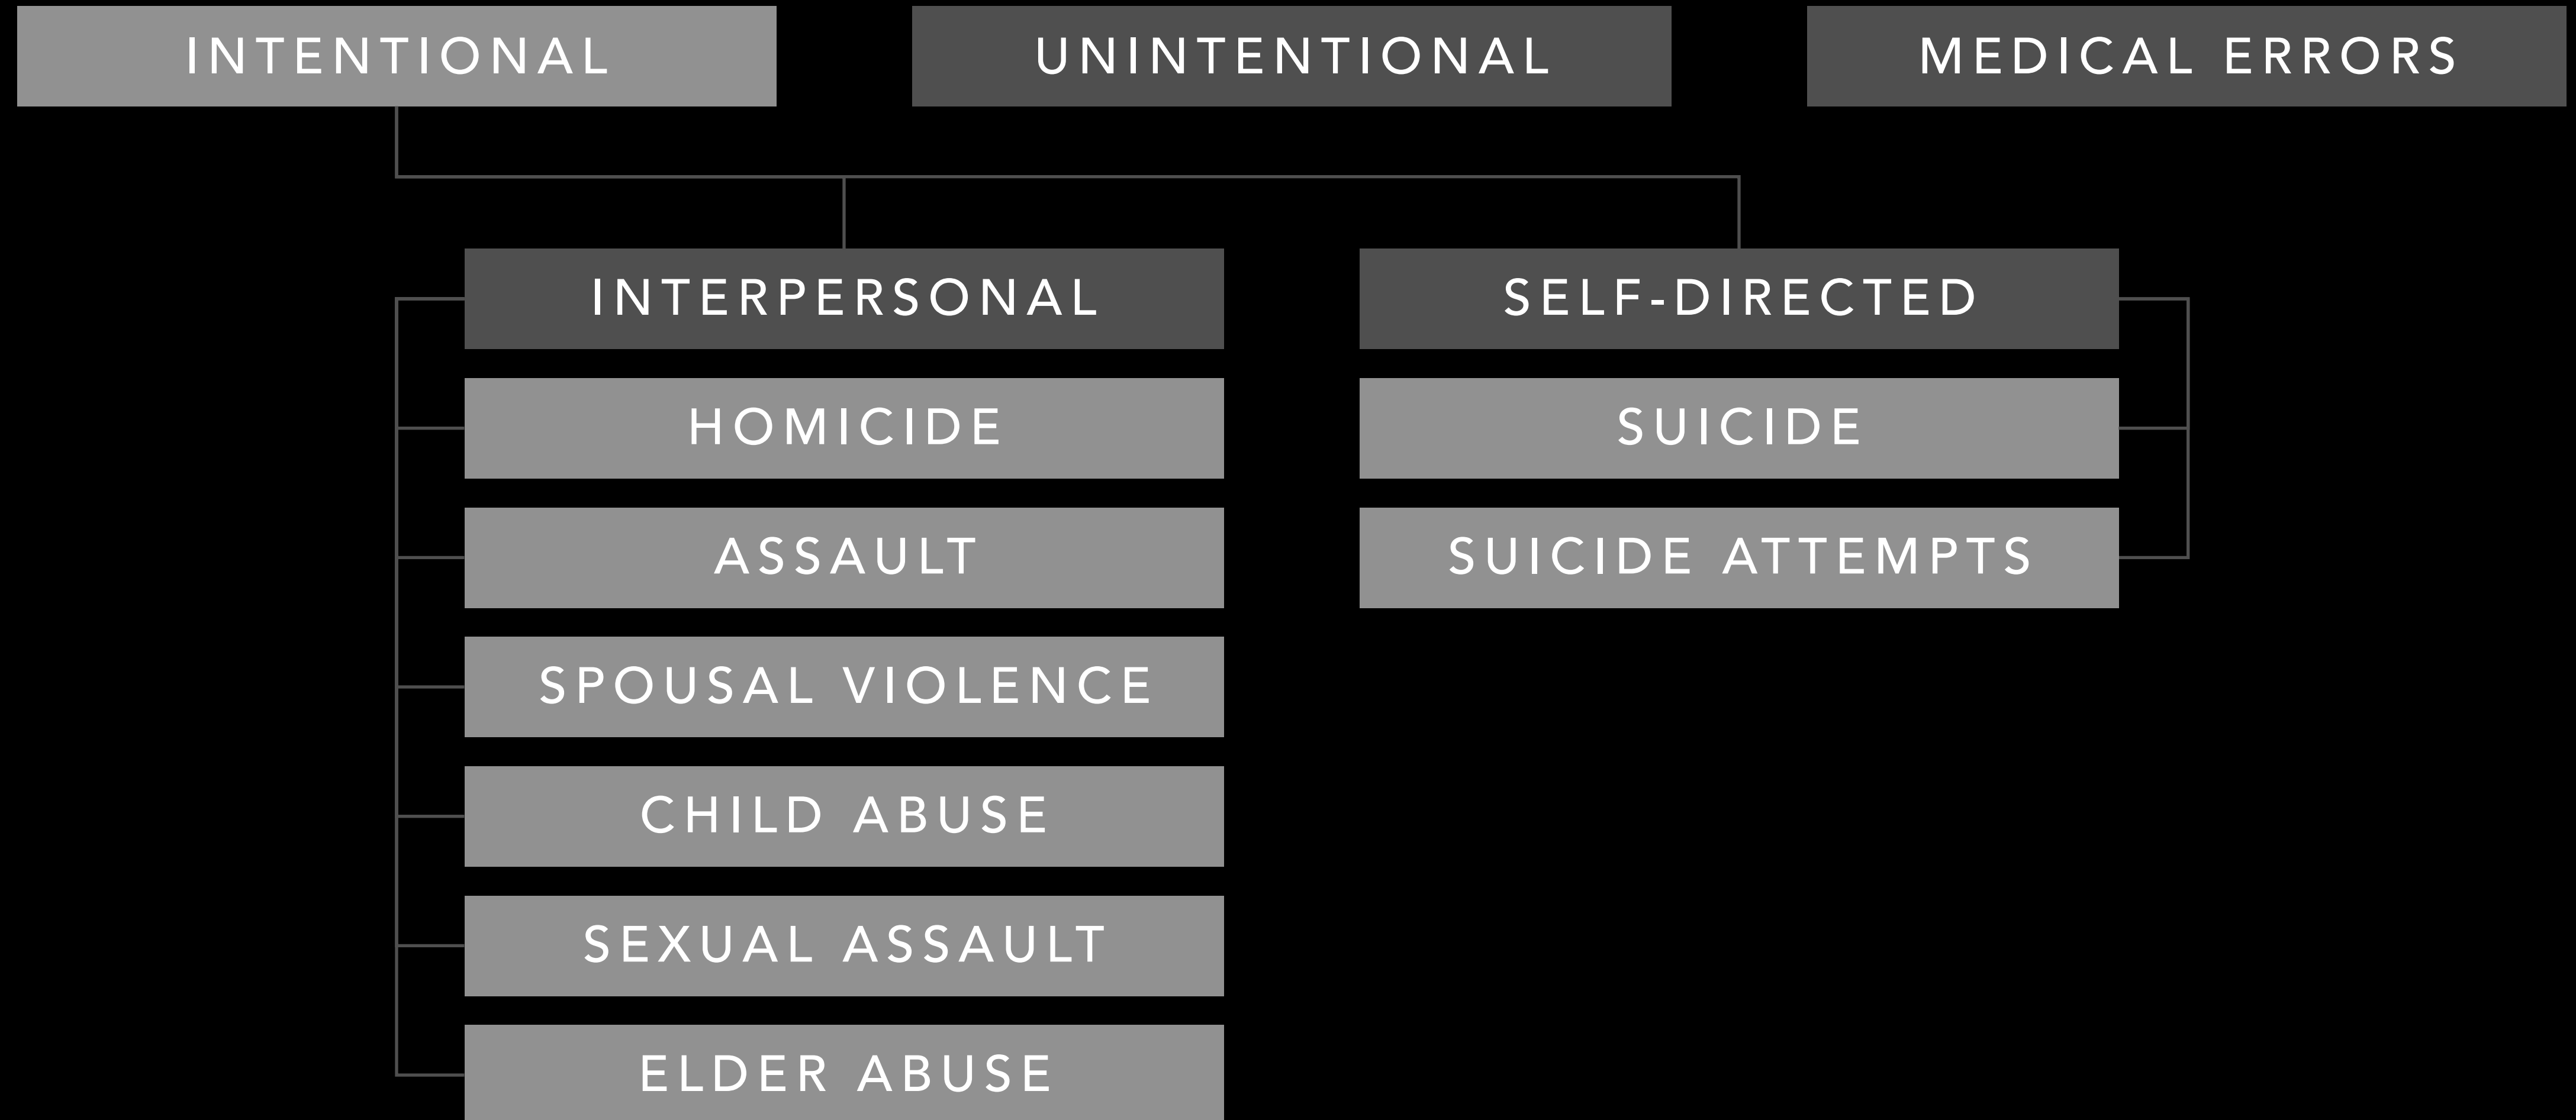 INTENTIONAL
UNINTENTIONAL
MEDICAL ERRORS
INTERPERSONAL
SELF-DIRECTED
HOMICIDE
SUICIDE
ASSAULT
SUICIDE ATTEMPTS
SPOUSAL VIOLENCE
CHILD ABUSE
SEXUAL ASSAULT
ELDER ABUSE